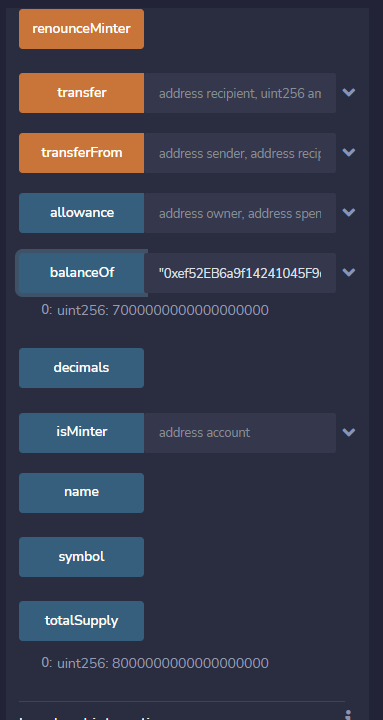 renounceMinter
transfer address recipient, uint256 am
transferFrom address sender, address recip
allowance address owner, address spen
balanceOf "0xef52EB6a9f14241045F9
0: uint256: 7000000000000000000
decimals
isMinter address account
name
symbol
totalSupply
0: uint256: 8000000000000000000